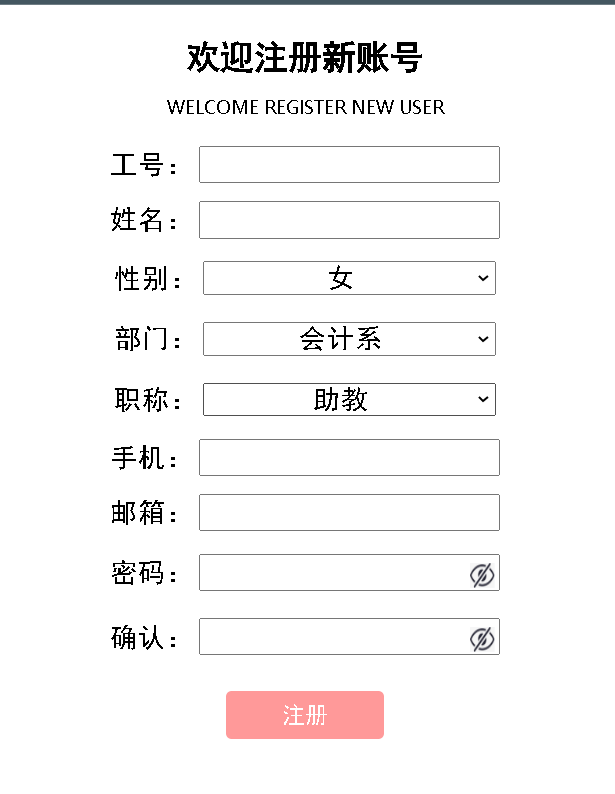 欢迎注册新账号
WELCOME REGISTER NEW USER
工号：
姓名：
性别： 女
部门： 会计系
职称： 助教
手机：
邮箱：
密码：
确认：
注册